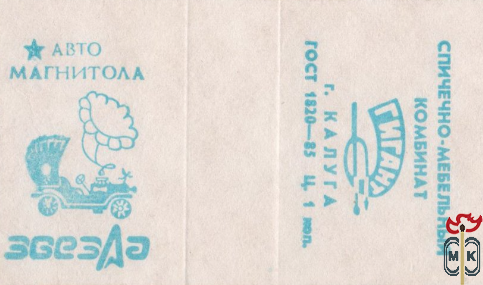 АВТО
МАГНИТОЛА
ЗВЕЗДА
СПИЧЕЧНО-МЕБЕЛЬНЫЙ
КОМБИНАТ
ГИГАНТ
г. КАЛУГА
ГОСТ 1820—85 Ц. 1 коп.
МК